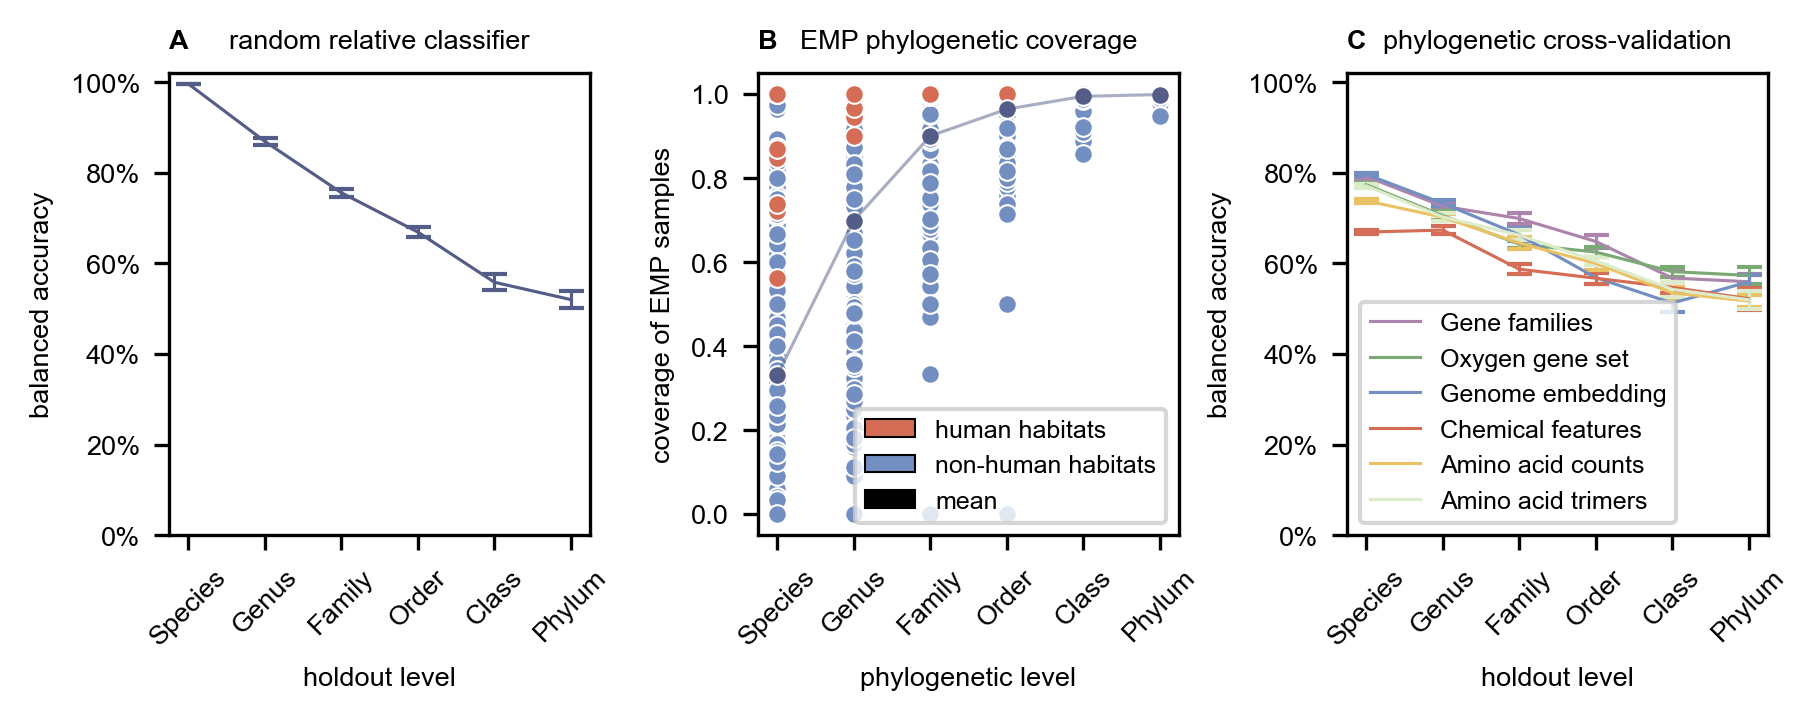 A random relative classifier
100%
80%
60%
40%
20%
0%
balanced accuracy
Species
Genus
Family
Order
Class
Phylum
holdout level
B EMP phylogenetic coverage
1.0
0.8
0.6
0.4
0.2
0.0
coverage of EMP samples
human habitats
non-human habitats
mean
Species
Genus
Family
Order
Class
Phylum
phylogenetic level
C phylogenetic cross-validation
100%
80%
60%
40%
20%
0%
balanced accuracy
Gene families
Oxygen gene set
Genome embedding
Chemical features
Amino acid counts
Amino acid trimers
Species
Genus
Family
Order
Class
Phylum
holdout level